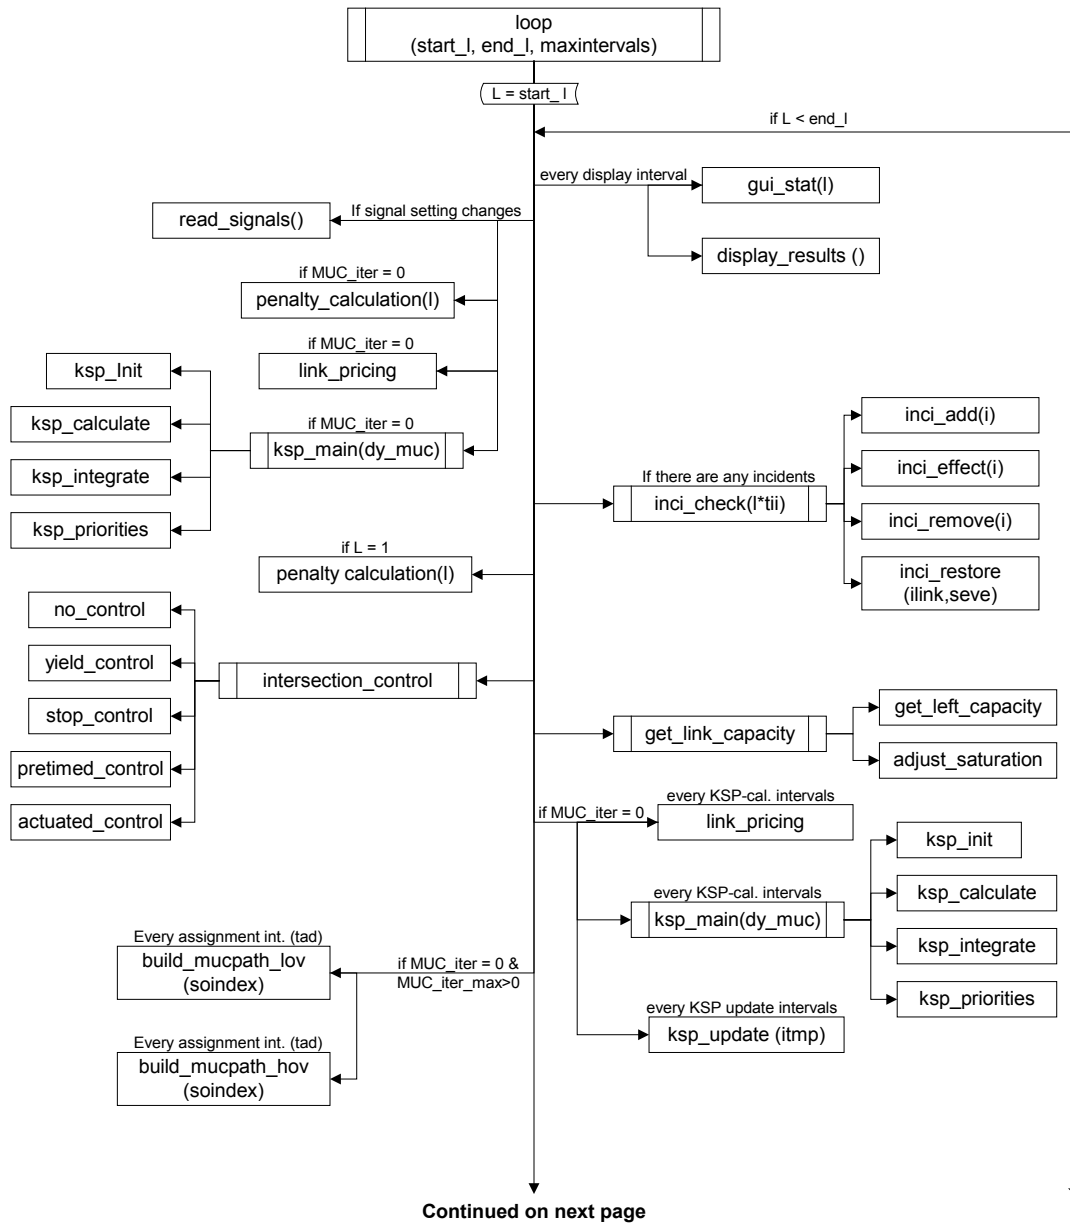 loop
(start_l, end_l, maxintervals)
L = start_ l
if L < end_l
every display interval
gui_stat(l)
If signal setting changes
read_signals()
display_results ()
if MUC_iter = 0
penalty_calculation(l)
if MUC_iter = 0
link_pricing
ksp_Init
if MUC_iter = 0
ksp_main(dy_muc)
ksp_calculate
ksp_integrate
ksp_priorities
If there are any incidents
inci_check(l*tii)
inci_add(i)
inci_effect(i)
inci_remove(i)
inci_restore
(ilink,seve)
if L = 1
penalty calculation(l)
no_control
yield_control
intersection_control
stop_control
pretimed_control
actuated_control
get_link_capacity
get_left_capacity
adjust_saturation
if MUC_iter = 0
every KSP-cal. intervals
link_pricing
every KSP-cal. intervals
ksp_main(dy_muc)
ksp_init
ksp_calculate
ksp_integrate
ksp_priorities
every KSP update intervals
ksp_update (itmp)
if MUC_iter = 0 &
MUC_iter_max>0
Every assignment int. (tad)
build_mucpath_lov
(soindex)
Every assignment int. (tad)
build_mucpath_hov
(soindex)
Continued on next page